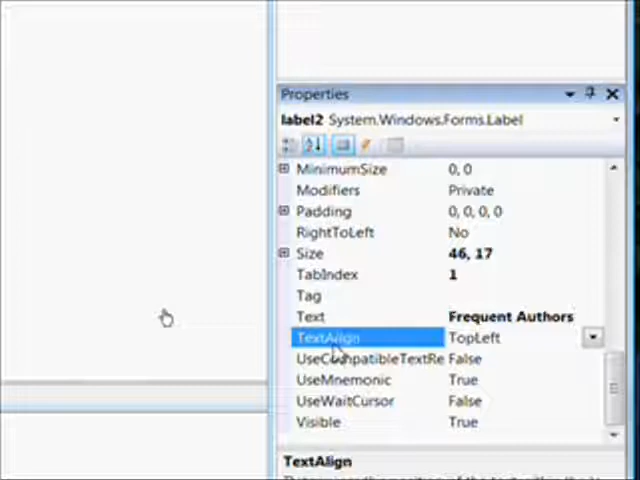 Properties
label2 System.Windows.Forms.Label
MinimumSize 0, 0
Modifiers Private
Padding 0, 0, 0, 0
RightToLeft No
Size 46, 17
TabIndex 1
Tag
Text Frequent Authors
TextAlign TopLeft
UseCompatibleTextRe False
UseMnemonic True
UseWaitCursor False
Visible True
TextAlign